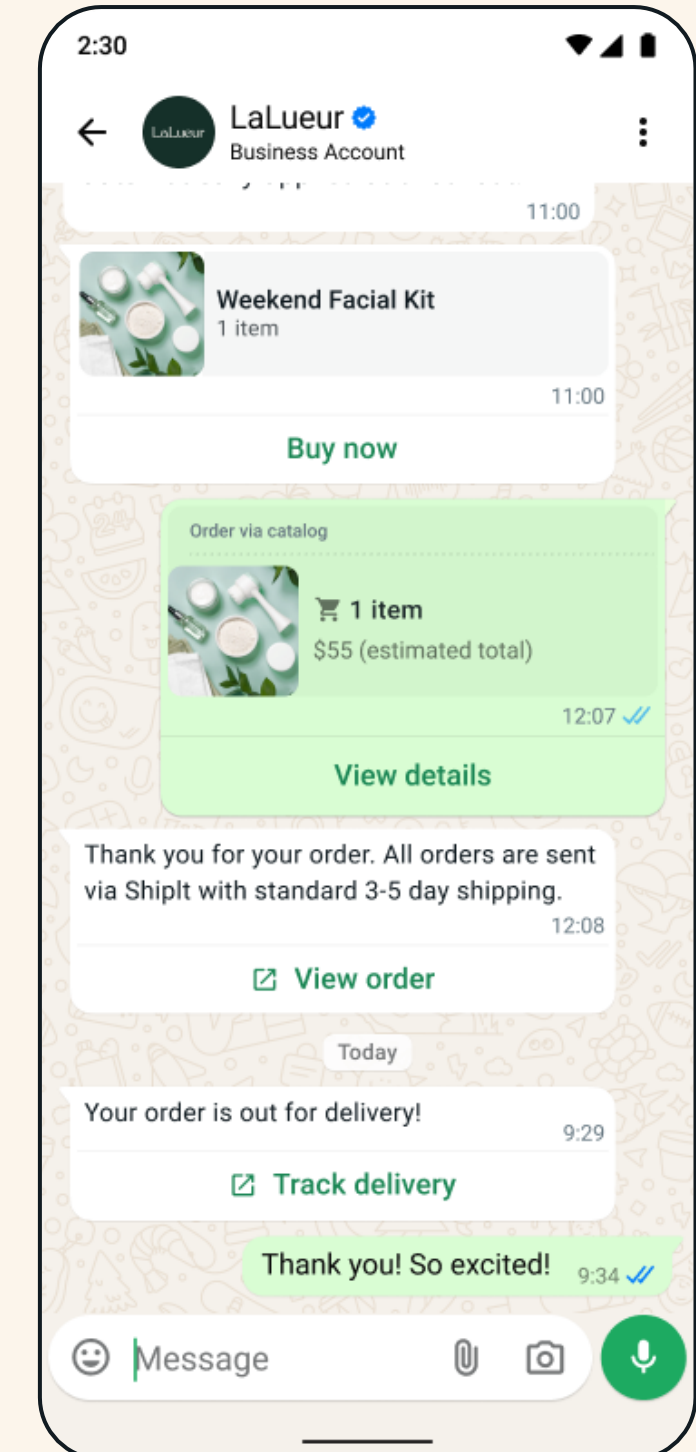 2:30
LaLueur
LaLueur
Business Account
11:00
Weekend Facial Kit
1 item
11:00
Buy now
Order via catalog
1 item
$55 (estimated total)
12:07
View details
Thank you for your order. All orders are sent
via ShipIt with standard 3-5 day shipping.
12:08
View order
Today
Your order is out for delivery!
9:29
Track delivery
Thank you! So excited!
9:34
Message